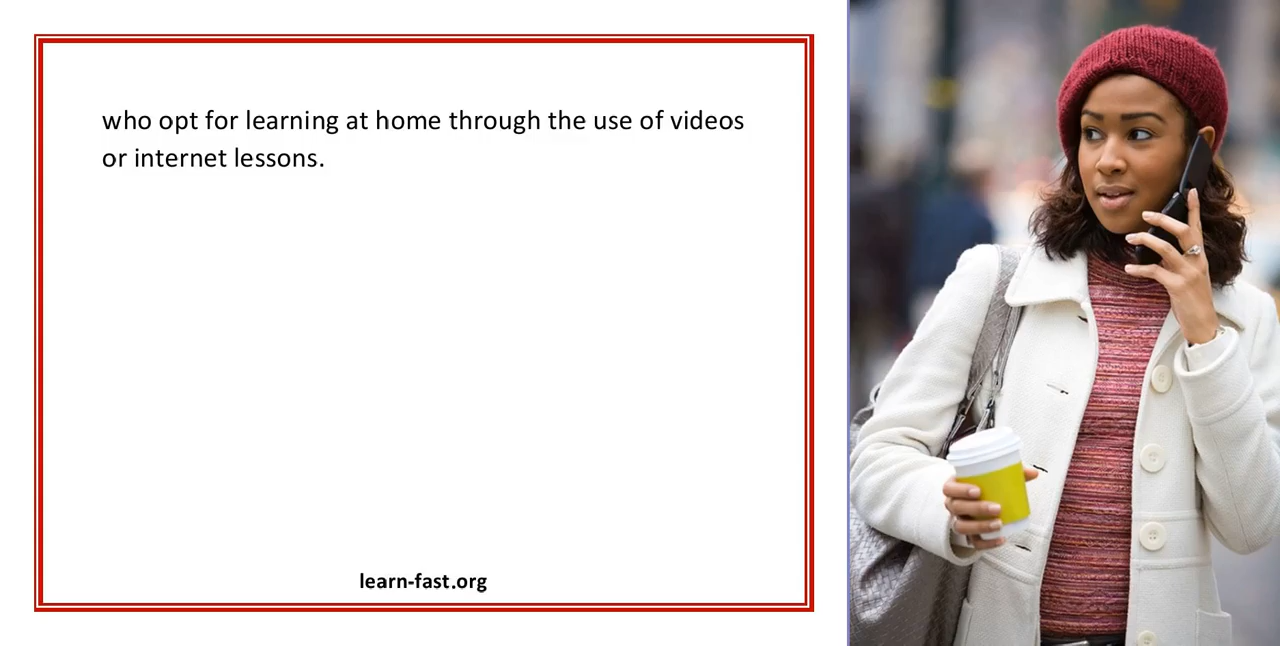 who opt for learning at home through the use of videos
or internet lessons.
learn-fast.org